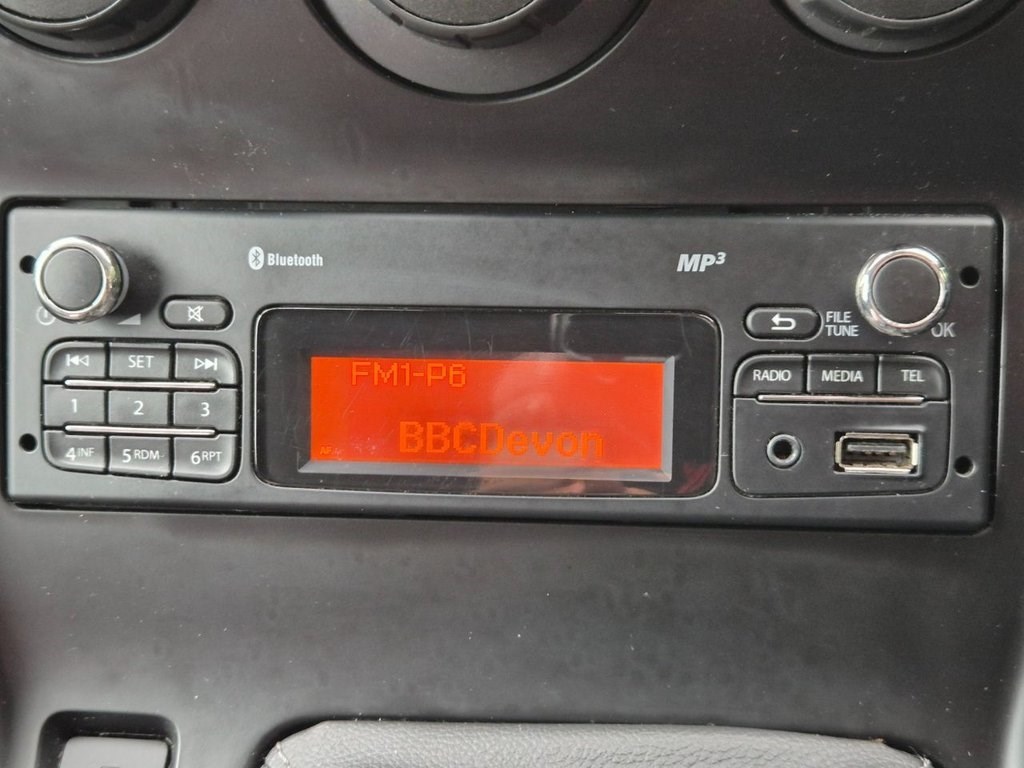 Bluetooth
MP3
FILE
TUNE
OK
SET
RADIO
MEDIA
TEL
FM1-P6
1
2
3
BBCDevon
AF
4 INF
5 RDM
6 RPT